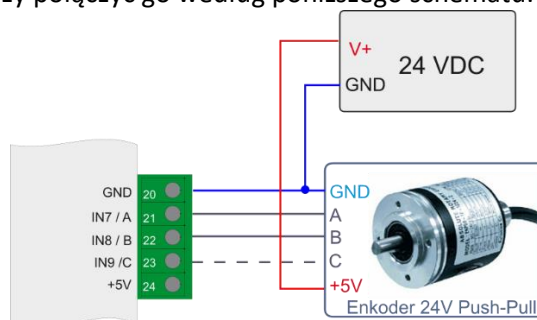 zy połączyć go według poniższego schematu.
V+
24 VDC
GND
GND 20
IN7 / A 21
IN8 / B 22
IN9 /C 23
+5V 24
GND
A
B
C
+5V
Enkoder 24V Push-Pull